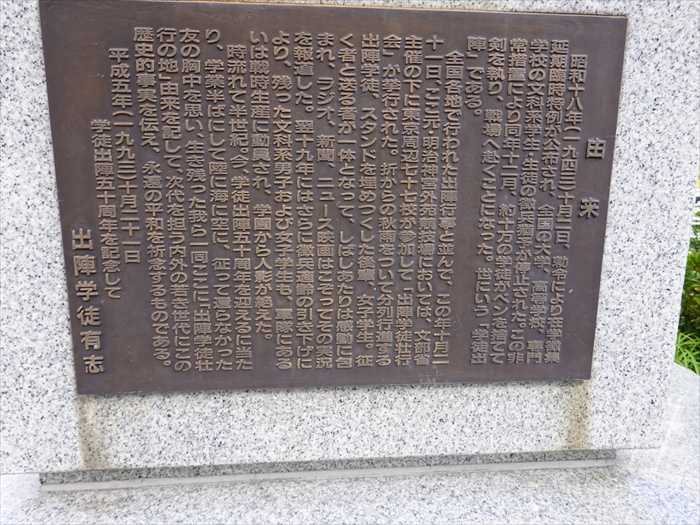 由来
昭和十八年(一九四三)十月二日、勅令により在学徴集
延期臨時特例が公布され、全国の大学、高等学校、専門
学校の文科系学生・生徒の徴兵猶予が停止された。この非
常措置により同年十二月、約十万の学徒がペンを捨てて
剣を執り、戦場へ赴くことになった。世にいう「学徒出
陣」である。
全国各地で行われた出陣行事と並んで、この年十月二
十一日、ここ元・明治神宮外苑競技場においては、文部省
主催の下に東京周辺七十七校が参加して「出陣学徒壮行
会」が挙行された。折からの秋霖をついて分列行進する
出陣学徒、スタンドを埋めつくした後輩、女子学生。征
く者と送る者が一体となって、しばしあたりは感動に包
まれ、ラジオ、新聞、ニュース映画はこぞってその実況
を報道した。翌十九年にはさらに徴兵適齢の引き下げに
より、残った文科系男子および女子学生も、軍隊にある
いは戦時生産に動員され、学園から人影が絶えた。
時流れて半世紀。今、学徒出陣五十周年を迎えるに当た
り、学業半ばにして陸に海に空に、征って還らなかった
友の胸中を思い、生き残った我ら一同ここに「出陣学徒壮
行の地」由来を記して、次代を担う内外の若き世代にこの
歴史的事実を伝え、永遠の平和を祈念するものである。
平成五年(一九九三)十月二十一日
学徒出陣五十周年を記念して
出陣学徒有志